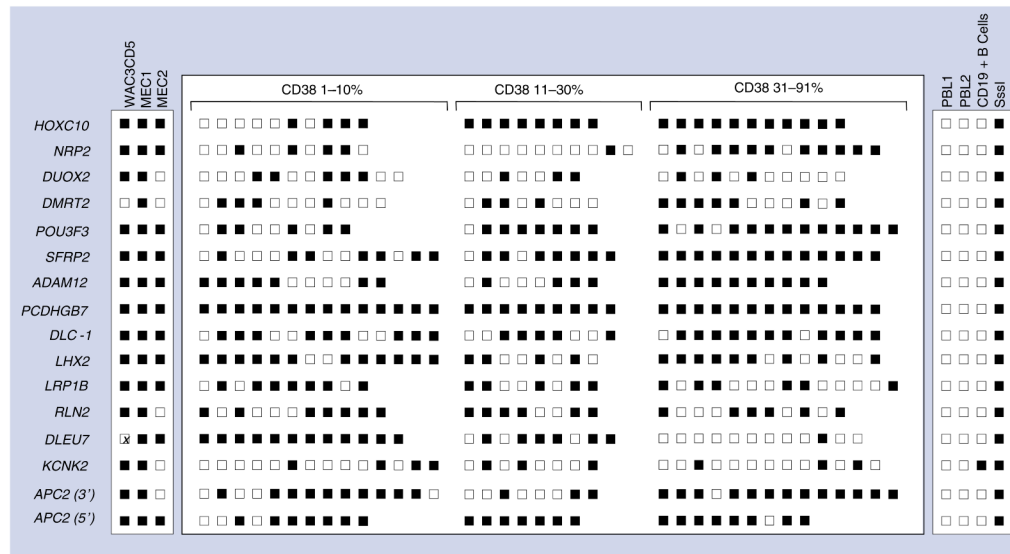 WAC3CD5
MEC1
MEC2
CD38 1–10%
CD38 11–30%
CD38 31–91%
PBL1
PBL2
CD19 + B Cells
SssI
HOXC10
NRP2
DUOX2
DMRT2
POU3F3
SFRP2
ADAM12
PCDHGB7
DLC -1
LHX2
LRP1B
RLN2
DLEU7
x
KCNK2
APC2 (3’)
APC2 (5’)